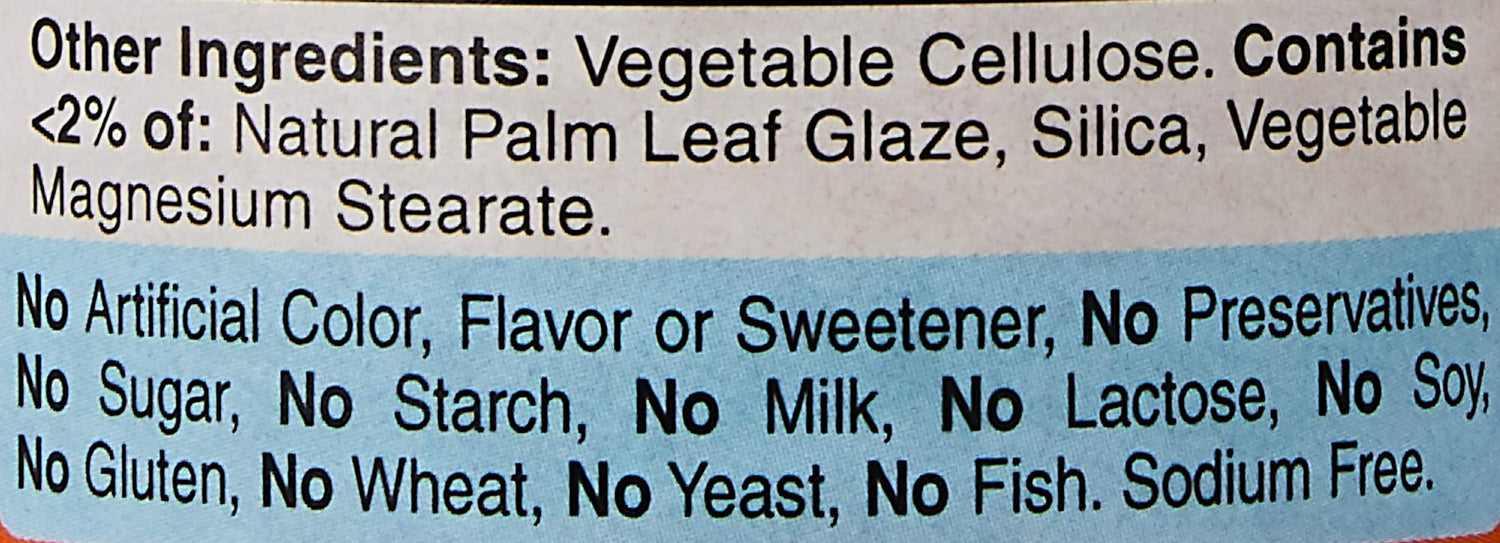 Other Ingredients: Vegetable Cellulose. Contains
<2% of: Natural Palm Leaf Glaze, Silica, Vegetable
Magnesium Stearate.
No Artificial Color, Flavor or Sweetener, No Preservatives,
No Sugar, No Starch, No Milk, No Lactose, No Soy,
No Gluten, No Wheat, No Yeast, No Fish. Sodium Free.